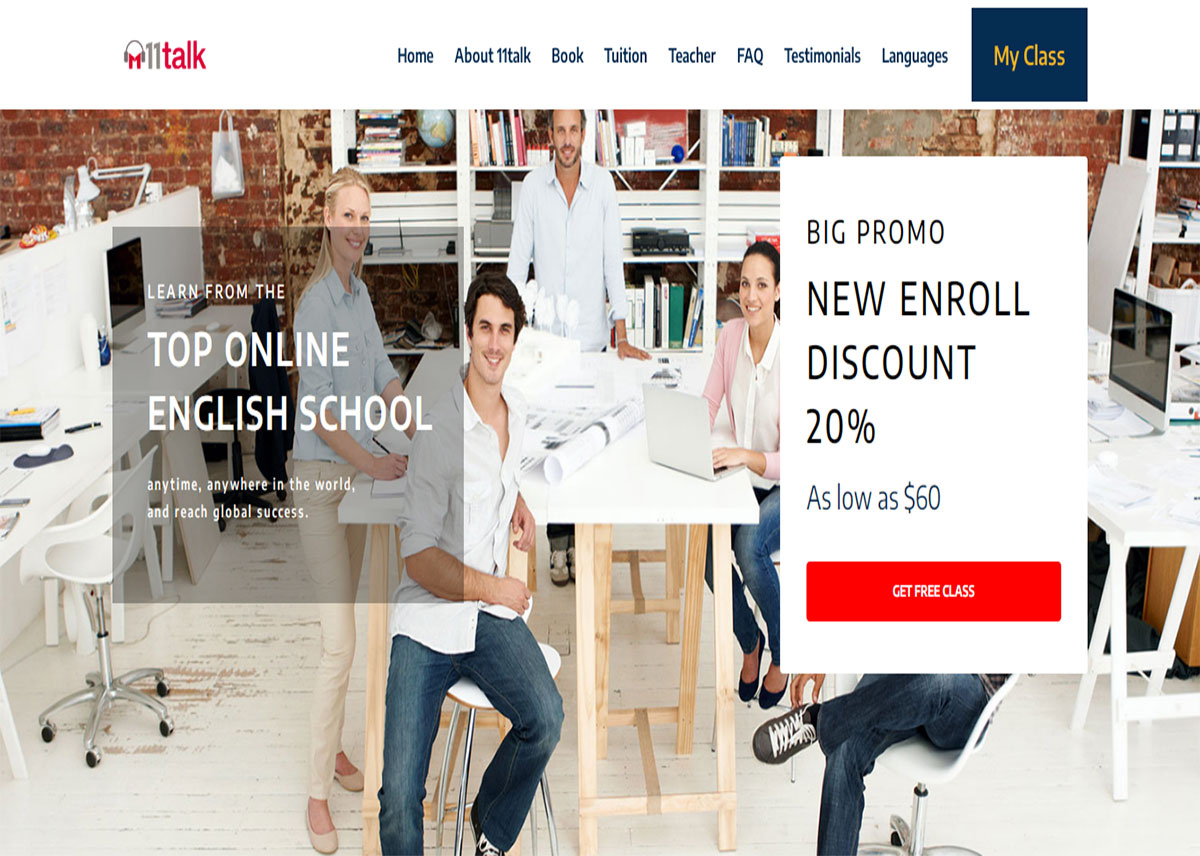 11talk
Home About 11talk Book Tuition Teacher FAQ Testimonials Languages My Class
LEARN FROM THE
TOP ONLINE
ENGLISH SCHOOL
anytime, anywhere in the world,
and reach global success.
BIG PROMO
NEW ENROLL
DISCOUNT
20%
As low as $60
GET FREE CLASS